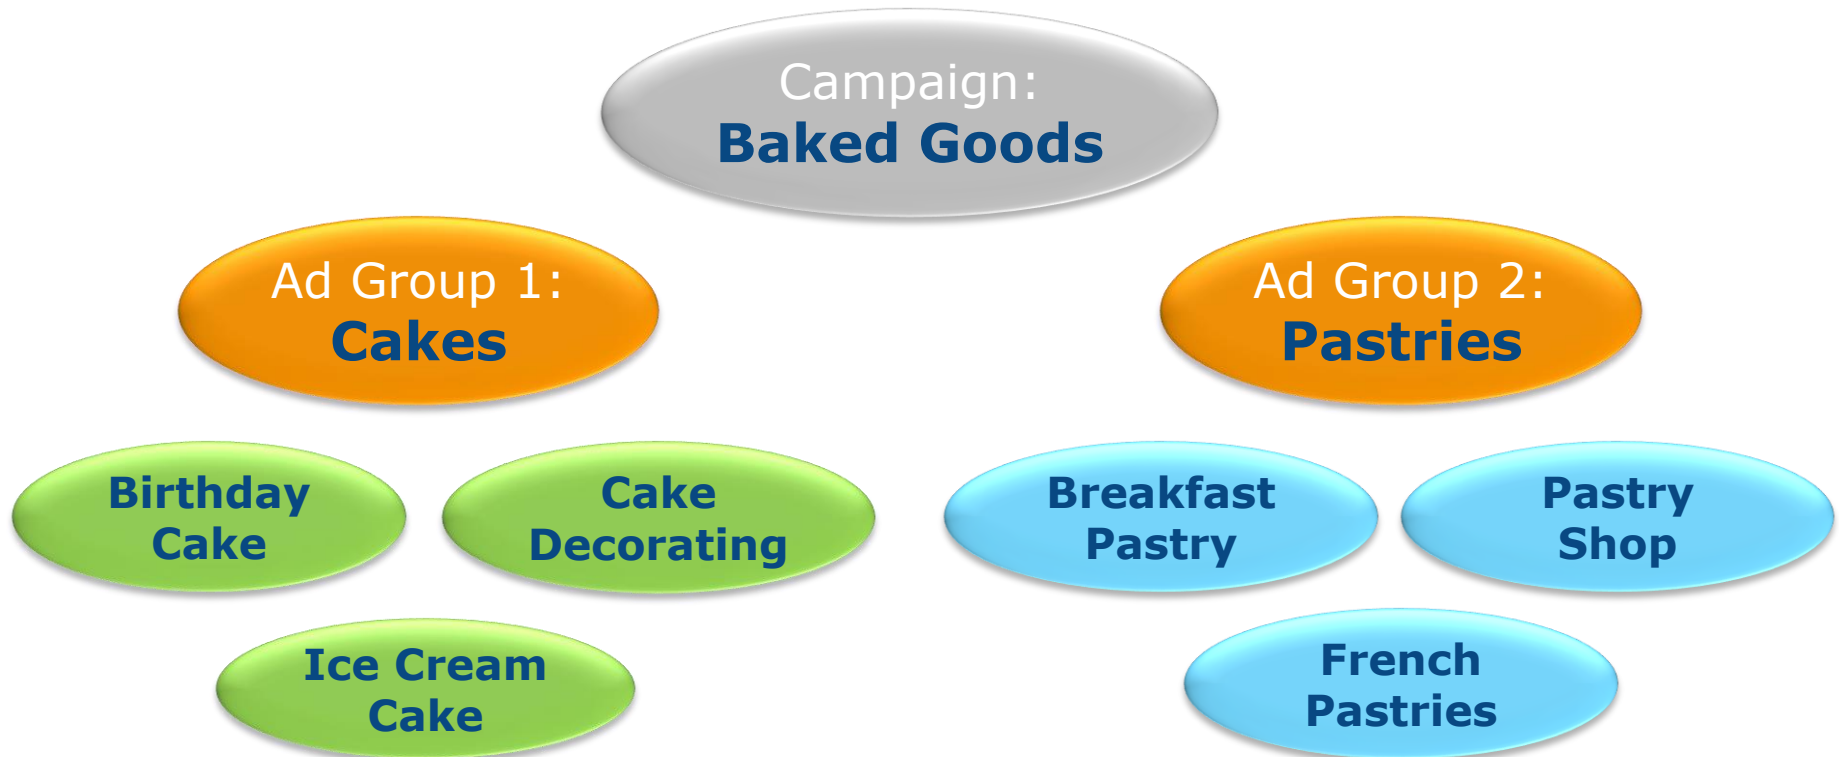 Campaign:
Baked Goods
Ad Group 1:
Cakes
Ad Group 2:
Pastries
Birthday
Cake
Cake
Decorating
Ice Cream
Cake
Breakfast
Pastry
Pastry
Shop
French
Pastries